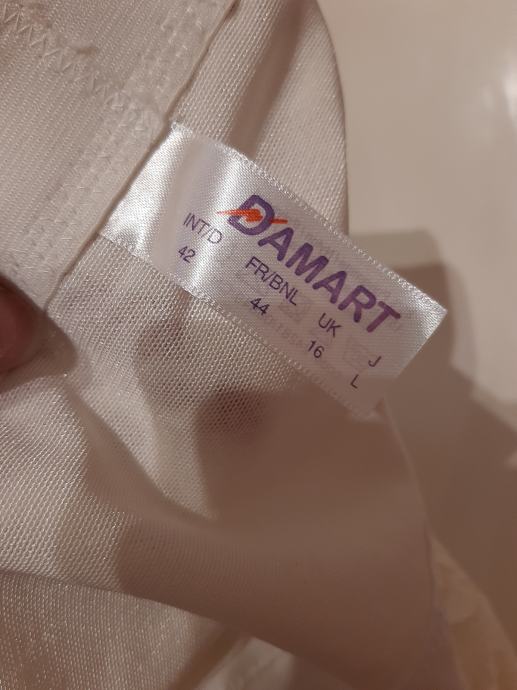 DAMART
INT/D FR/BNL UK J
42 44 16 L